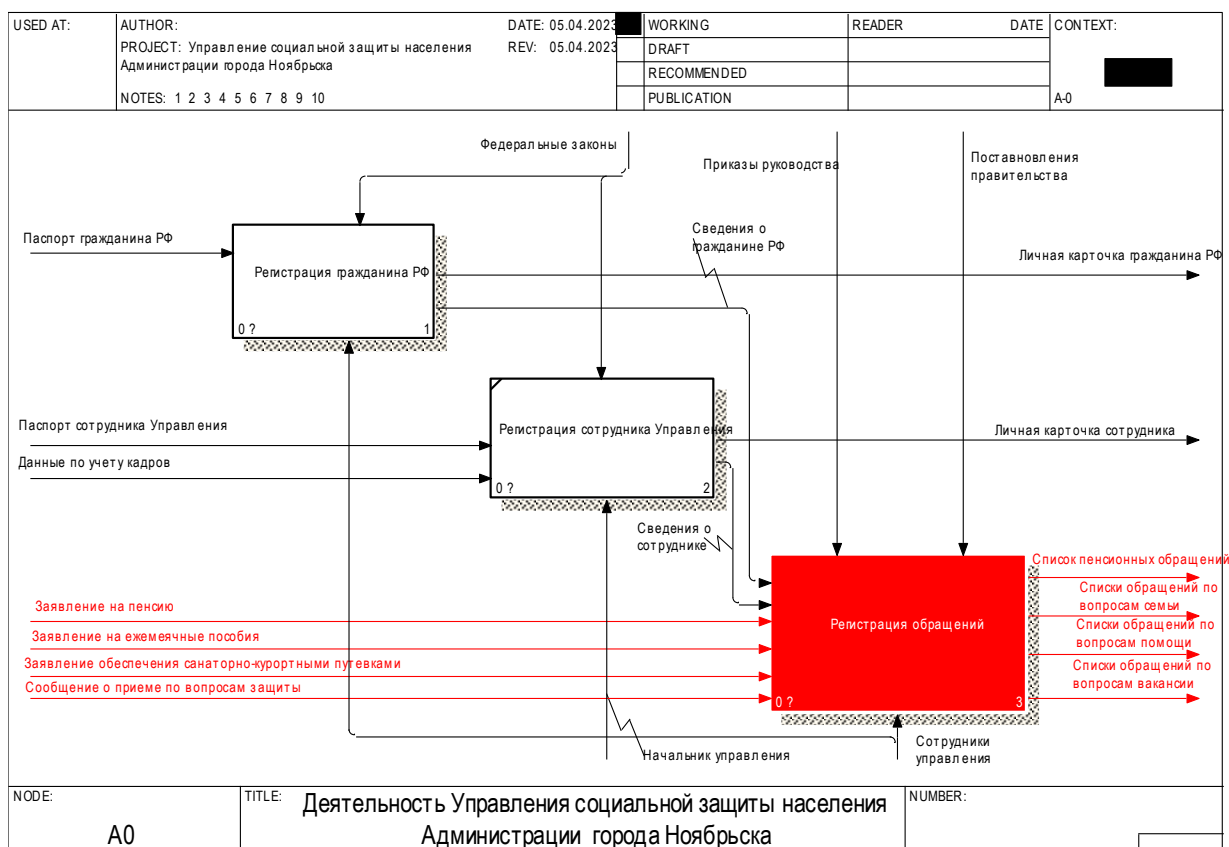 USED AT:
AUTHOR:
DATE: 05.04.2023
WORKING
READER
DATE
CONTEXT:
PROJECT: Управление социальной защиты населения
REV: 05.04.2023
DRAFT
Администрации города Ноябрьска
RECOMMENDED
NOTES: 1 2 3 4 5 6 7 8 9 10
PUBLICATION
A-0
Федеральные законы
Приказы руководства
Поставновления
правительства
Паспорт гражданина РФ
Сведения о
гражданине РФ
Личная карточка гражданина РФ
Регистрация гражданина РФ
0 ?
1
Паспорт сотрудника Управления
Регистрация сотрудника Управления
Личная карточка сотрудника
Данные по учету кадров
0 ?
2
Сведения о
сотруднике
Список пенсионных обращений
Списки обращений по
вопросам семьи
Заявление на пенсию
Регистрация обращений
Списки обращений по
вопросам помощи
Заявление на ежемеячные пособия
Заявление обеспечения санаторно-курортными путевками
Списки обращений по
вопросам вакансии
Сообщение о приеме по вопросам защиты
0 ?
3
Начальник управления
Сотрудники
управления
NODE:
TITLE:
Деятельность Управления социальной защиты населения
NUMBER:
A0
Администрации города Ноябрьска